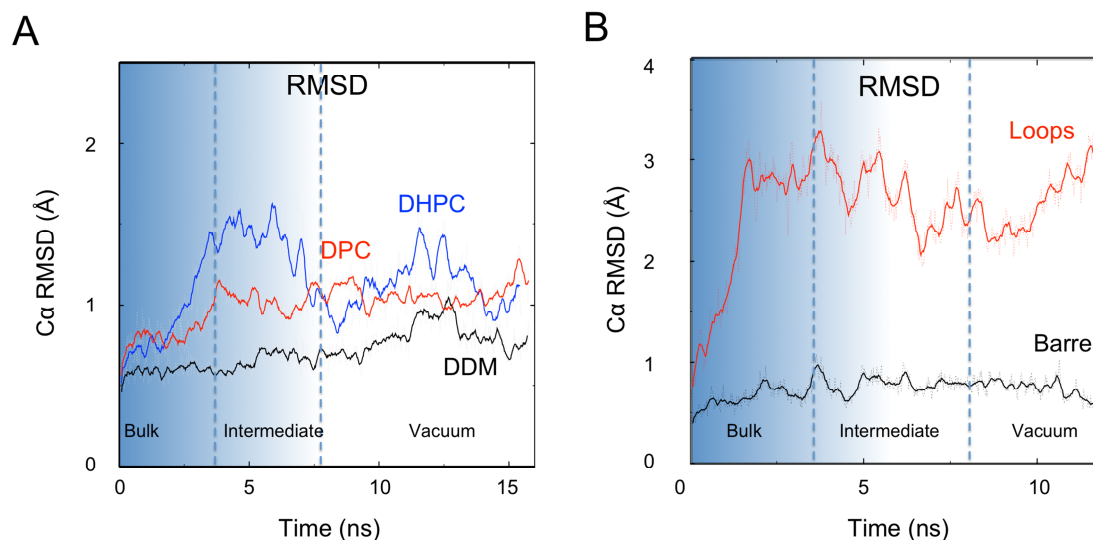 A
RMSD
Cα RMSD (Å)
2
1
0
DHPC
DPC
DDM
Bulk
Intermediate
Vacuum
0
5
10
15
Time (ns)
B
RMSD
Cα RMSD (Å)
4
3
2
1
0
Loops
Barre
Bulk
Intermediate
Vacuum
0
5
10
Time (ns)